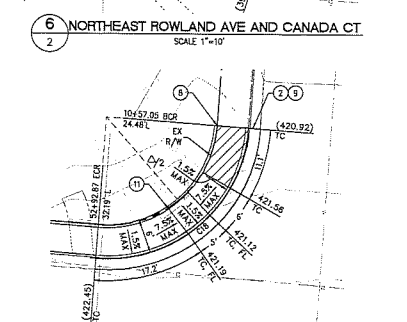 6
2
NORTHEAST ROWLAND AVE AND CANADA CT
SCALE 1"=10'
8
2
9
10+57.05 BCR
24.48'L
(420.92)
TC
EX
R/W
Δ/2
11.1'
1.5%
MAX
11
7.5%
MAX
52+92.87 ECR
32.19' L
1.5%
MAX
421.56
TC
6'
7.5%
MAX
C18
421.12
TC, FL
1.5%
MAX
6'
5'
421.19
TC, FL
17.2'
(422.45)
TC